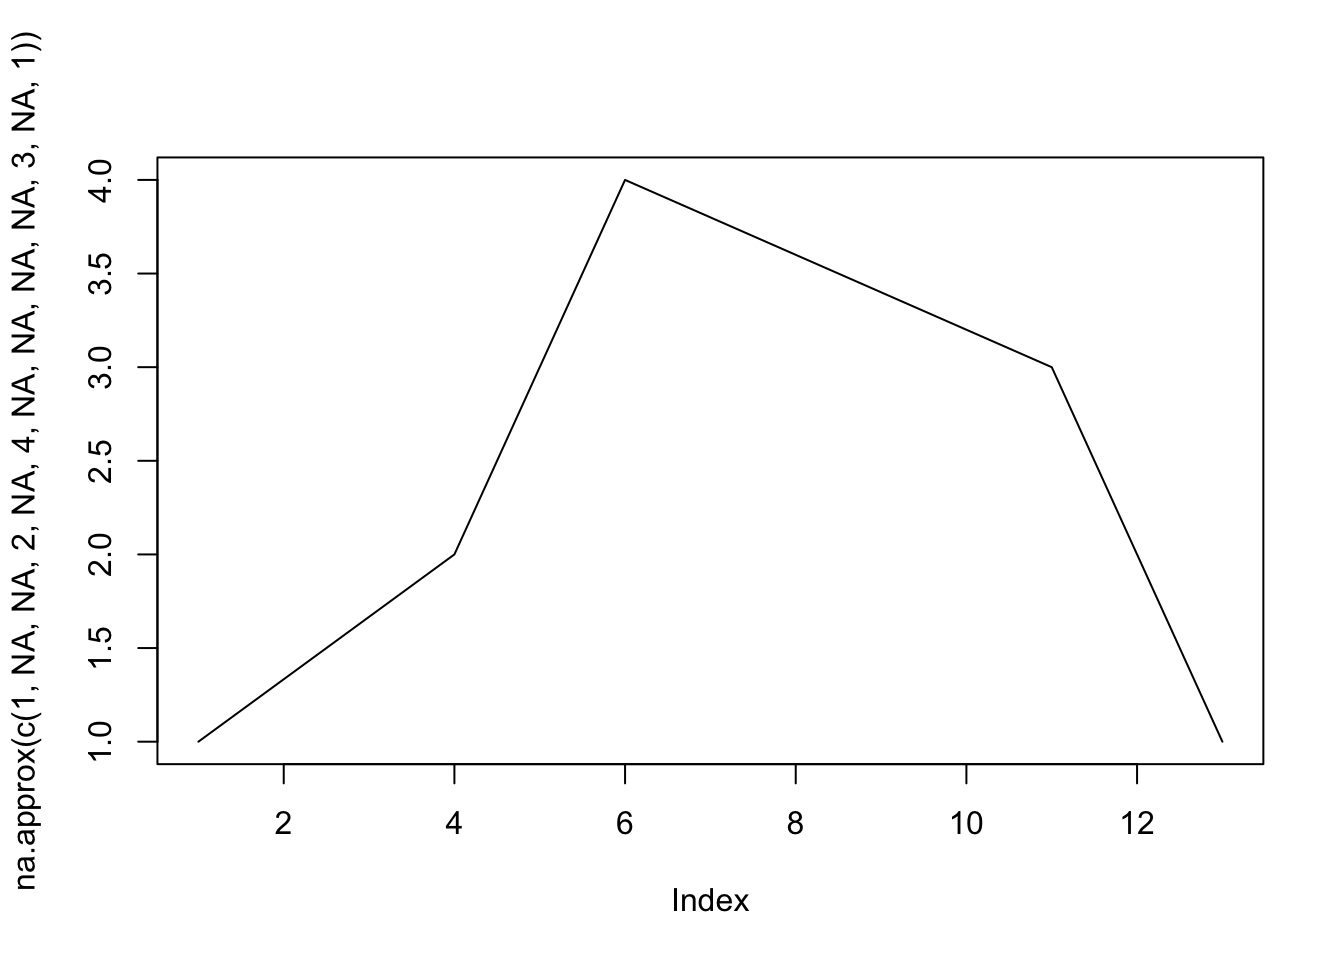 na.approx(c(1, NA, NA, 2, NA, 4, NA, NA, NA, NA, 3, NA, 1))
4.0
3.5
3.0
2.5
2.0
1.5
1.0
2 4 6 8 10 12
Index